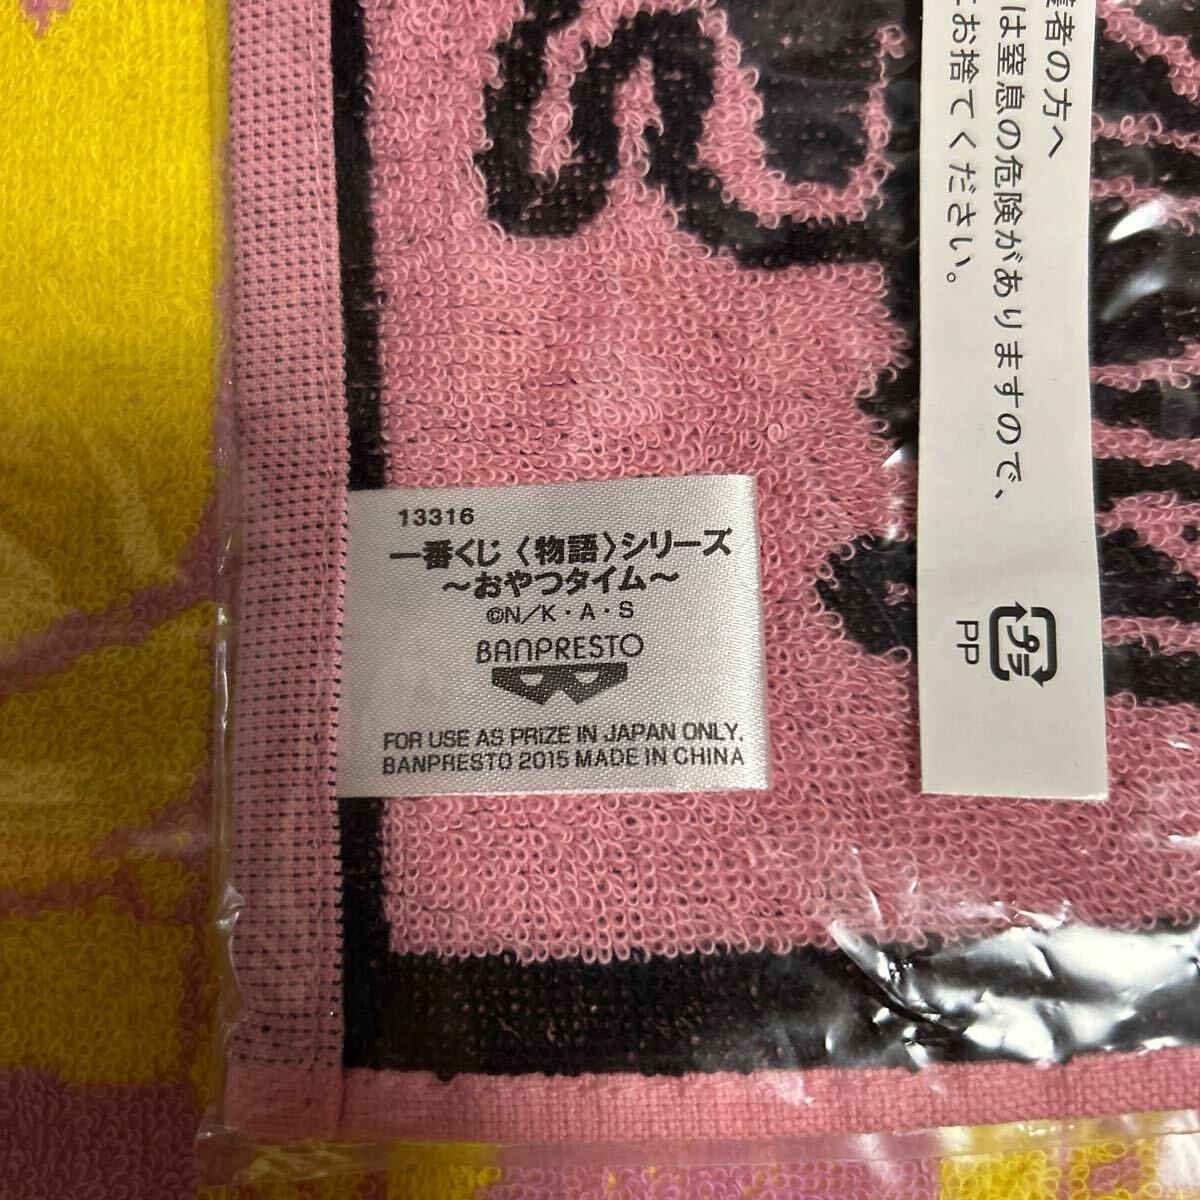 13316
一番くじ〈物語〉シリーズ
～おやつタイム～
©N/K・A・S
BANPRESTO
FOR USE AS PRIZE IN JAPAN ONLY.
BANPRESTO 2015 MADE IN CHINA
者の方へ
は窒息の危険がありますので、
お捨てください。
プラ
PP